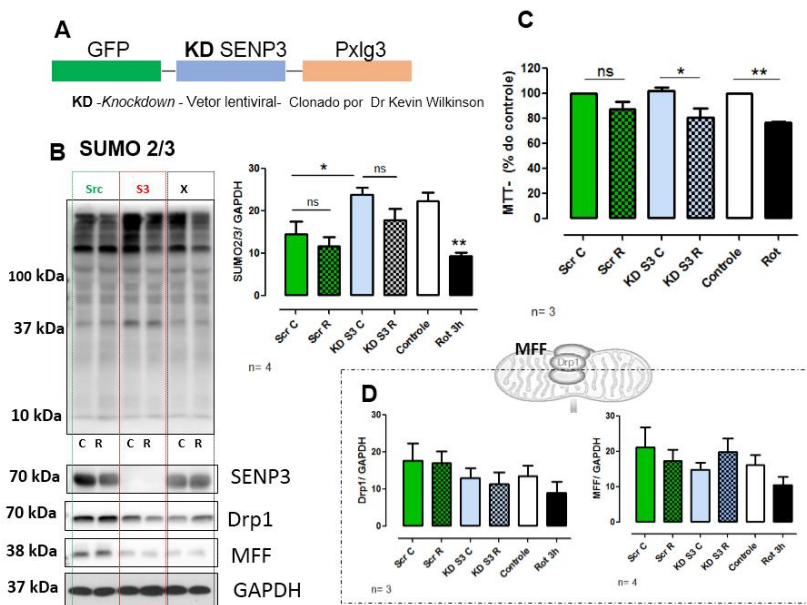 A
GFP KD SENP3 PxIg3
KD -Knockdown - Vetor lentiviral- Clonado por Dr Kevin Wilkinson
B SUMO 2/3
Src S3 X
100 kDa
37 kDa
10 kDa
C R C R C R
70 kDa SENP3
70 kDa Drp1
38 kDa MFF
37 kDa GAPDH
SUMO2/3/ GAPDH
30
20
10
0
* ns
ns
**
Scr C Scr R KD S3 C KD S3 R Controle Rot 3h
n= 4
C
MTT- (% do controle)
120
100
80
60
40
20
0
ns * **
Scr C Scr R KD S3 C KD S3 R Controle Rot
n= 3
MFF
Drp1
D
Drp1/ GAPDH
30
20
10
0
Scr C Scr R KD S3 C KD S3 R Controle Rot 3h
n= 3
MFF/ GAPDH
30
20
10
0
Scr C Scr R KD S3 C KD S3 R Controle Rot 3h
n= 4